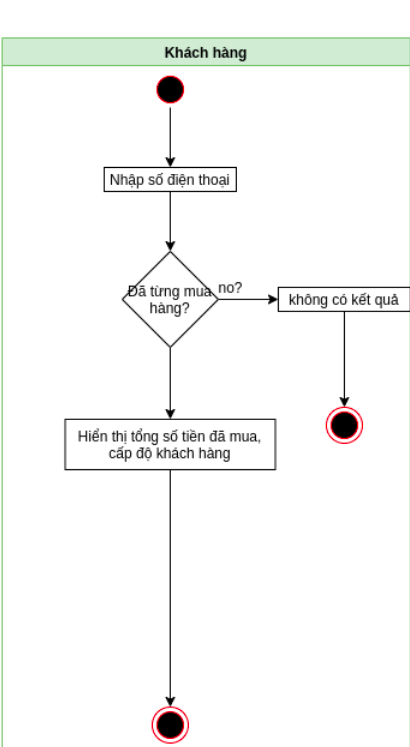 Khách hàng
Nhập số điện thoại
Đã từng mua
hàng?
no?
không có kết quả
Hiển thị tổng số tiền đã mua,
cấp độ khách hàng